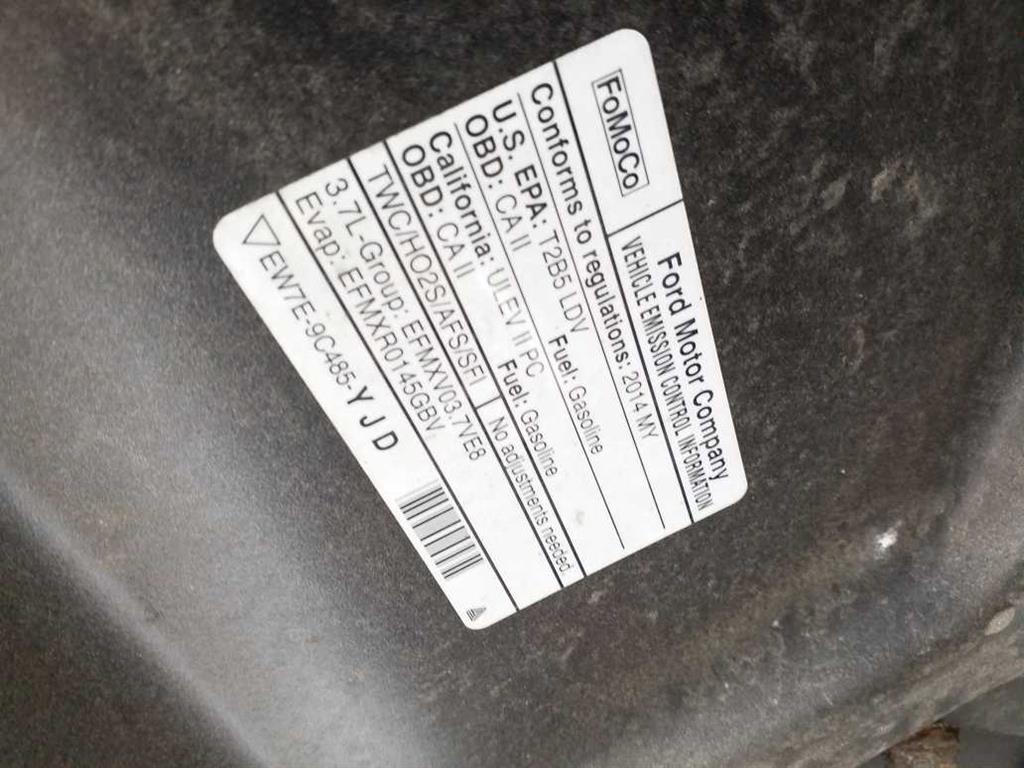 FoMoCo
Ford Motor Company
VEHICLE EMISSION CONTROL INFORMATION
Conforms to regulations: 2014 MY
U.S. EPA: T2B5 LDV Fuel: Gasoline
OBD: CA II
California: ULEV II PC Fuel: Gasoline
OBD: CA II
TWC/HO2S/AFS/SFI No adjustments needed.
3.7L-Group: EFMXV03.7VE8
Evap: EFMXR0145GBV
EW7E-9C485-Y J D